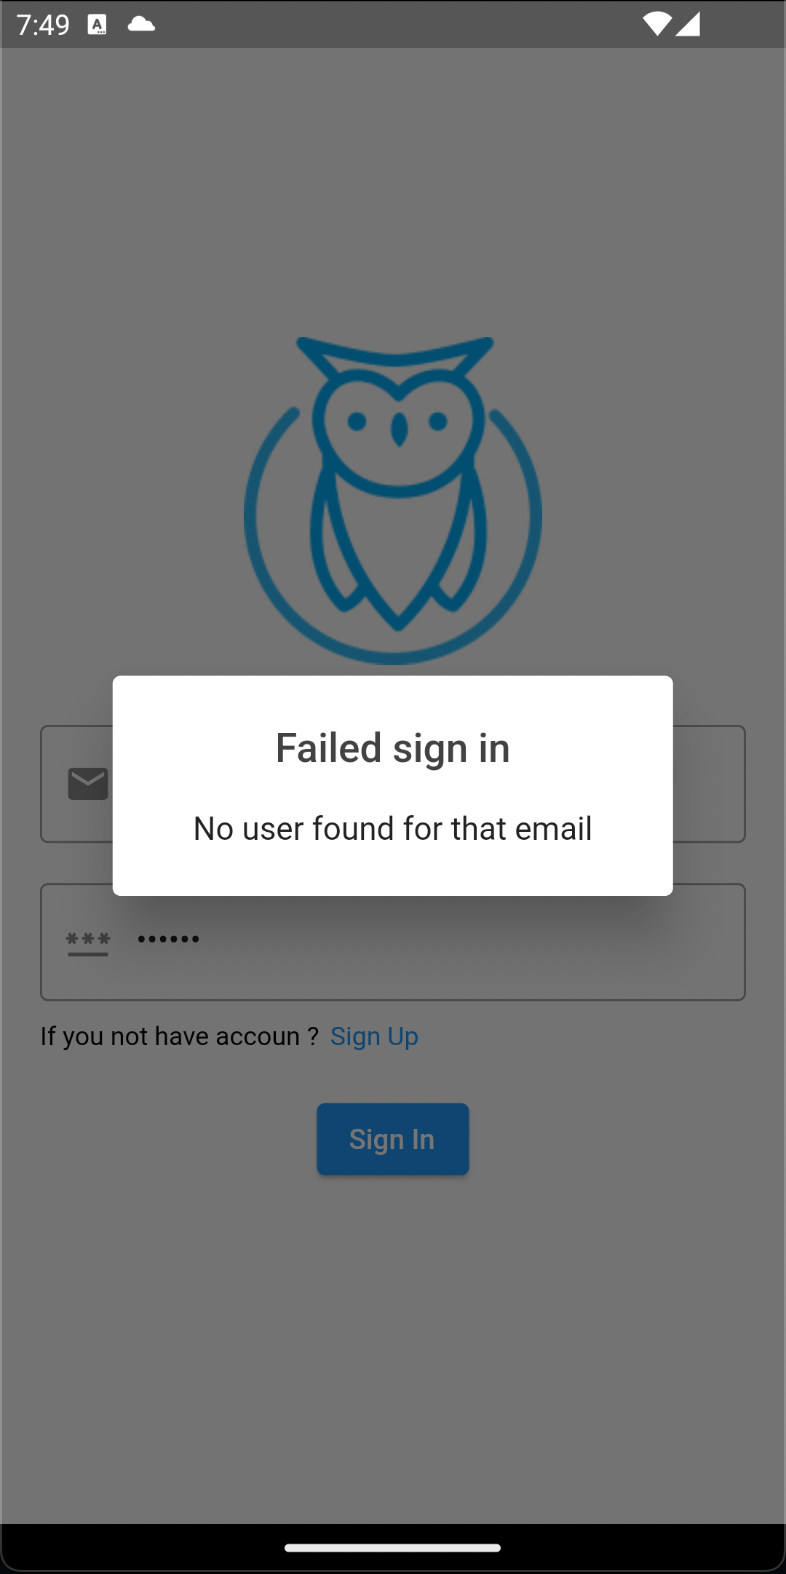 7:49
A
Failed sign in
No user found for that email
***
••••••
If you not have accoun ? Sign Up
Sign In